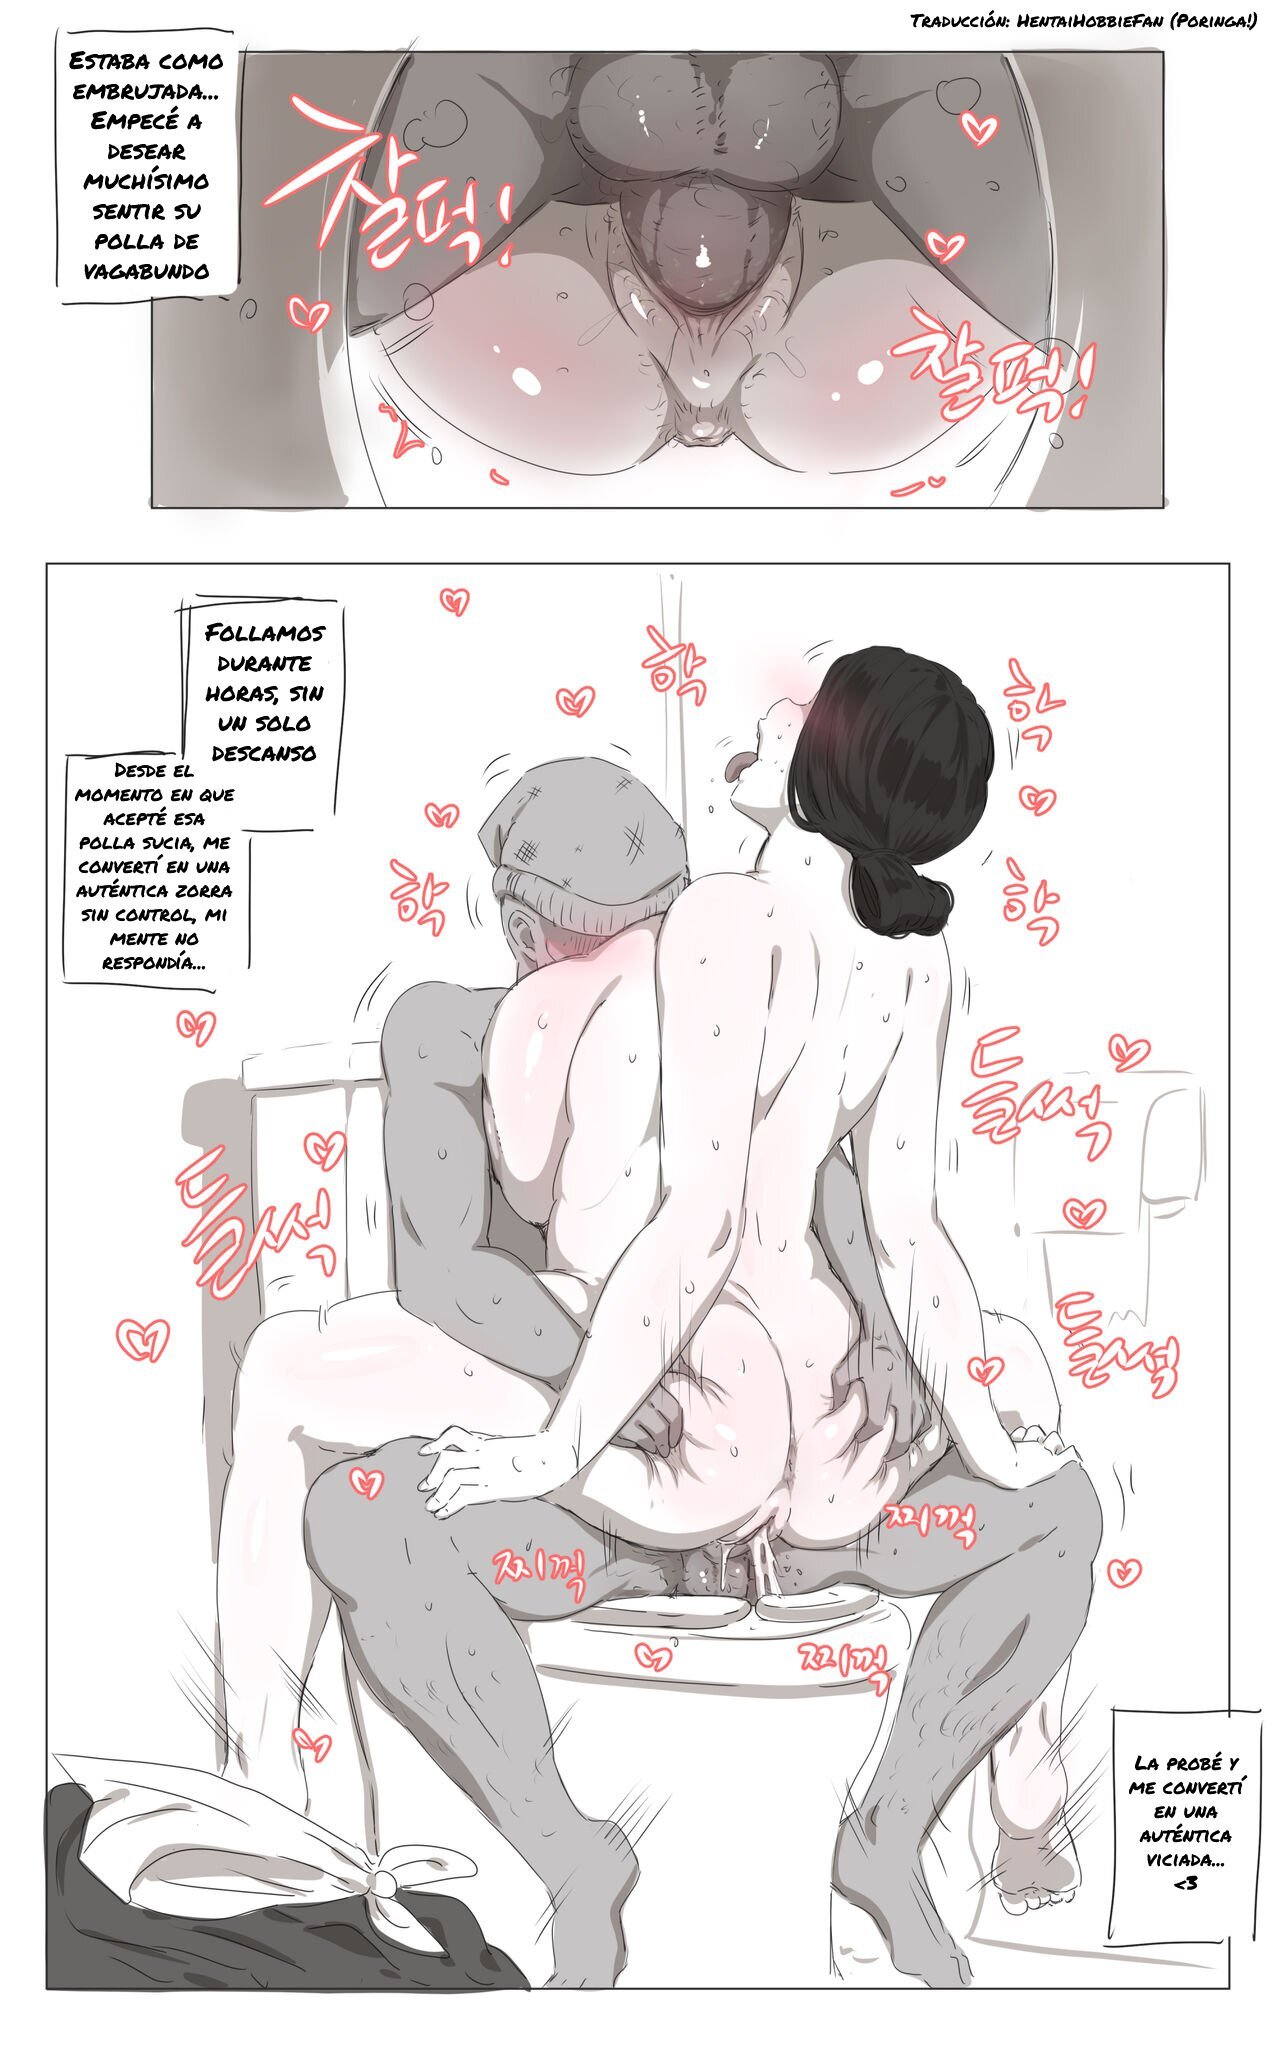 Traducción: HentaiHobbieFan (Poringa!)
Estaba como
embrujada...
Empecé a
desear
muchísimo
sentir su
polla de
vagabundo
찰퍽!
찰퍽!
Follamos
durante
horas, sin
un solo
descanso
Desde el
momento en que
acepté esa
polla sucia, me
convertí en una
auténtica zorra
sin control, mi
mente no
respondía...
학
학
학
학
들썩
들썩
들썩
찌걱
찌걱
찌걱
La probé y
me convertí
en una
auténtica
viciada...
<3